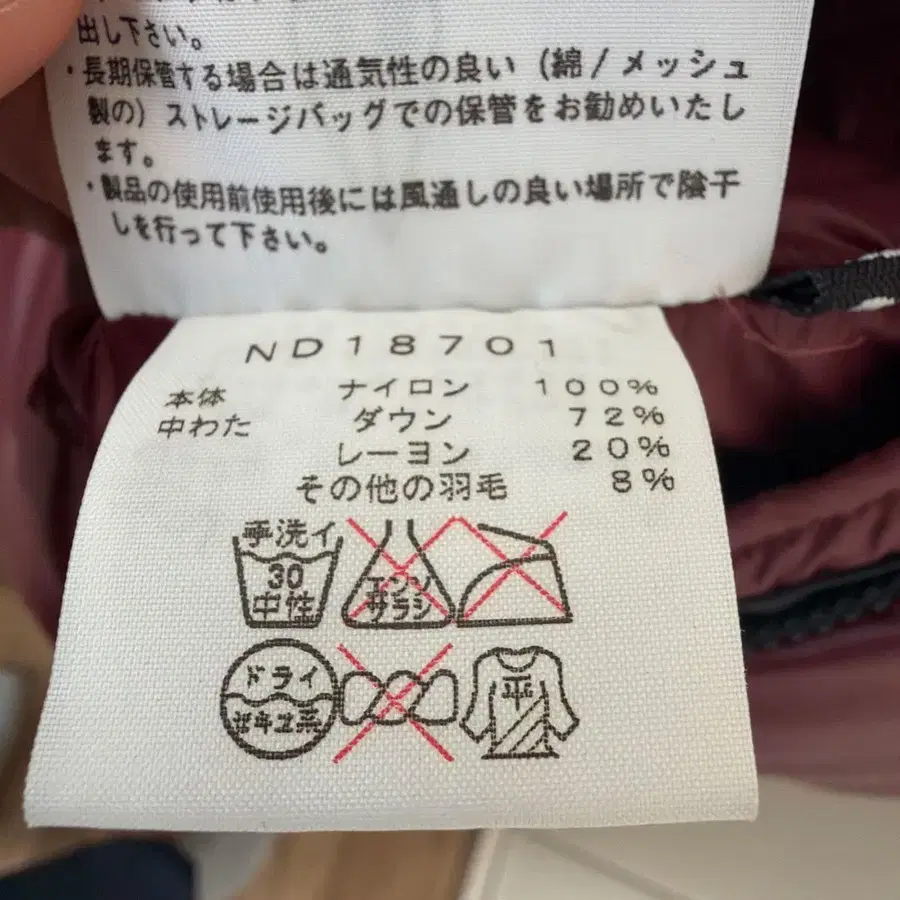 出し下さい。
・長期保管する場合は通気性の良い（綿/メッシュ
製の）ストレージバッグでの保管をお勧めいたし
ます。
・製品の使用前使用後には風通しの良い場所で陰干
しを行って下さい。
ND18701
本体 ナイロン 100%
中わた ダウン 72%
レーヨン 20%
その他の羽毛 8%
手洗イ
30
中性
エンソ
サラシ
ドライ
セキユ系
平